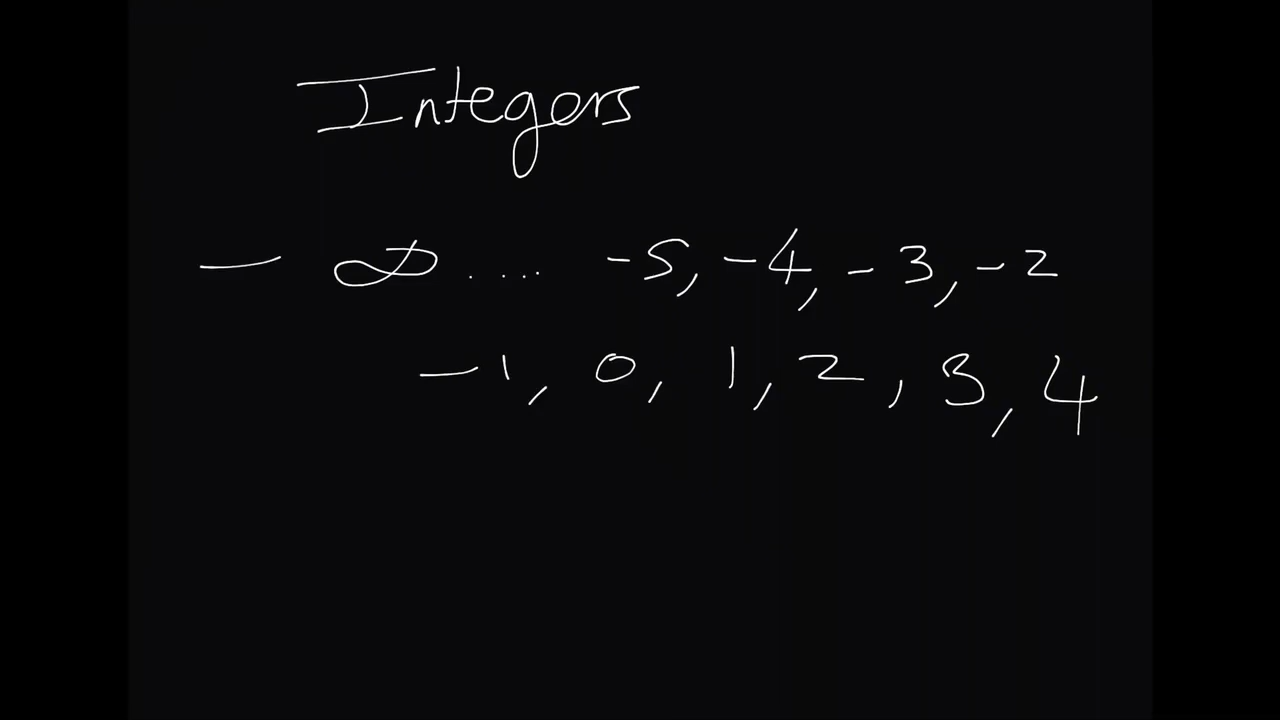 Integers
- ∞ .... -5, -4, -3, -2
-1, 0, 1, 2, 3, 4